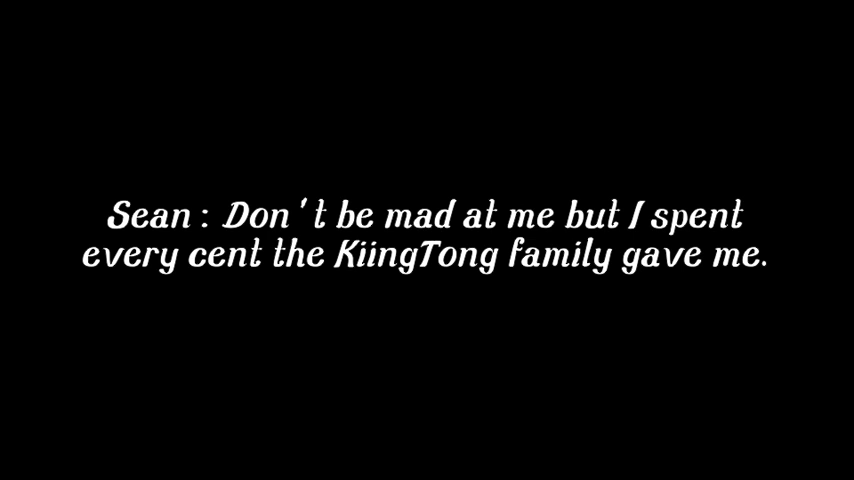 Sean : Don't be mad at me but I spent
every cent the KiingTong family gave me.